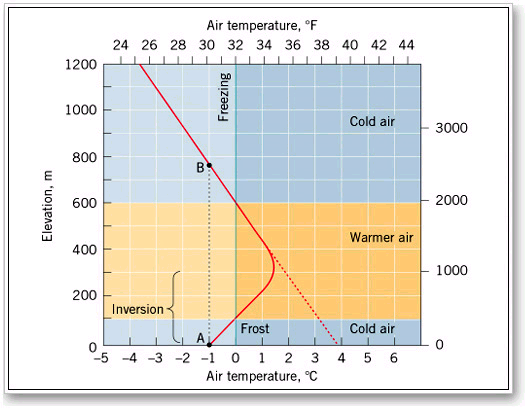 Air temperature, °F
24 26 28 30 32 34 36 38 40 42 44
1200
1000
800
600
400
200
0
Elevation, m
Freezing
Cold air
3000
B
2000
Warmer air
1000
Inversion
Frost
Cold air
A
0
–5 –4 –3 –2 –1 0 1 2 3 4 5 6
Air temperature, °C